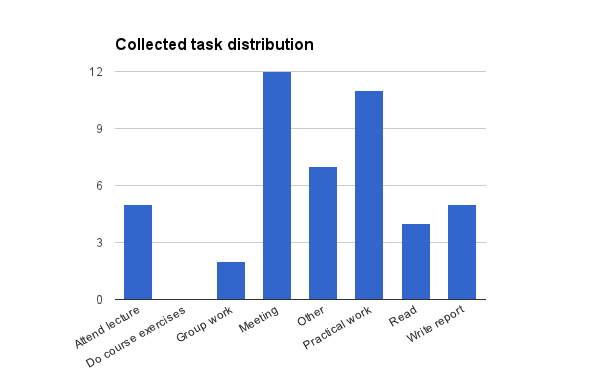 Collected task distribution
12
9
6
3
0
Attend lecture
Do course exercises
Group work
Meeting
Other
Practical work
Read
Write report